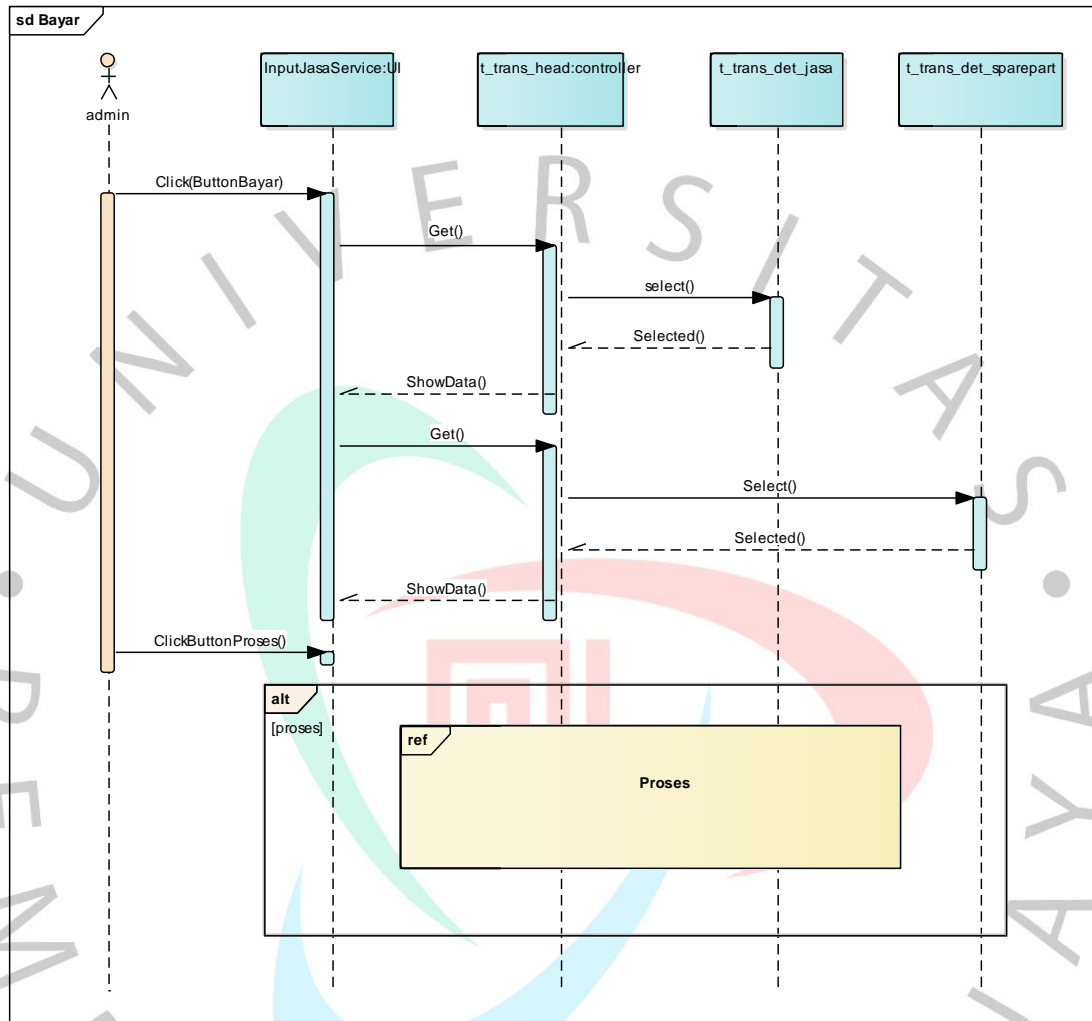 sd Bayar
admin
InputJasaService:UI
t_trans_head:controller
t_trans_det_jasa
t_trans_det_sparepart
Click(ButtonBayar)
Get()
select()
Selected()
ShowData()
Get()
Select()
Selected()
ShowData()
ClickButtonProses()
alt
[proses]
ref
Proses
UNIVERSITAS